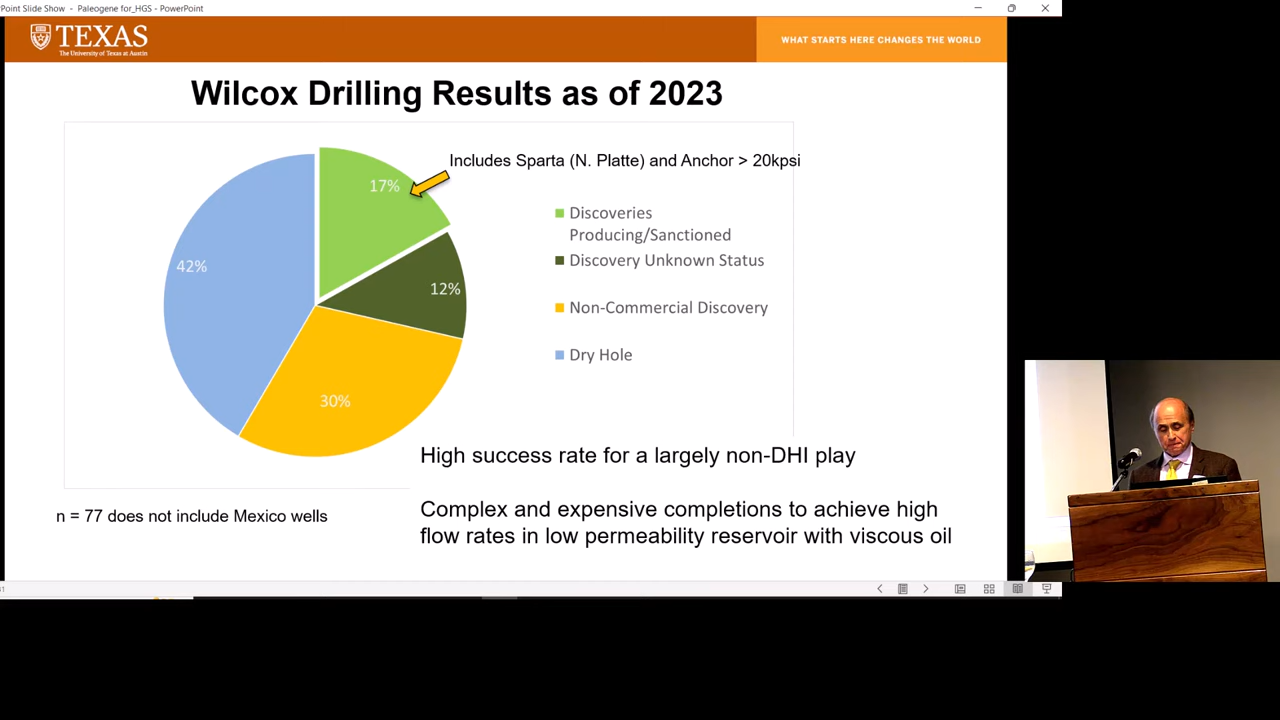 Point Slide Show - Paleogene for_HGS - PowerPoint
TEXAS
The University of Texas at Austin
WHAT STARTS HERE CHANGES THE WORLD
Wilcox Drilling Results as of 2023
Includes Sparta (N. Platte) and Anchor > 20kpsi
17%
12%
30%
42%
Discoveries
Producing/Sanctioned
Discovery Unknown Status
Non-Commercial Discovery
Dry Hole
High success rate for a largely non-DHI play
Complex and expensive completions to achieve high
flow rates in low permeability reservoir with viscous oil
n = 77 does not include Mexico wells